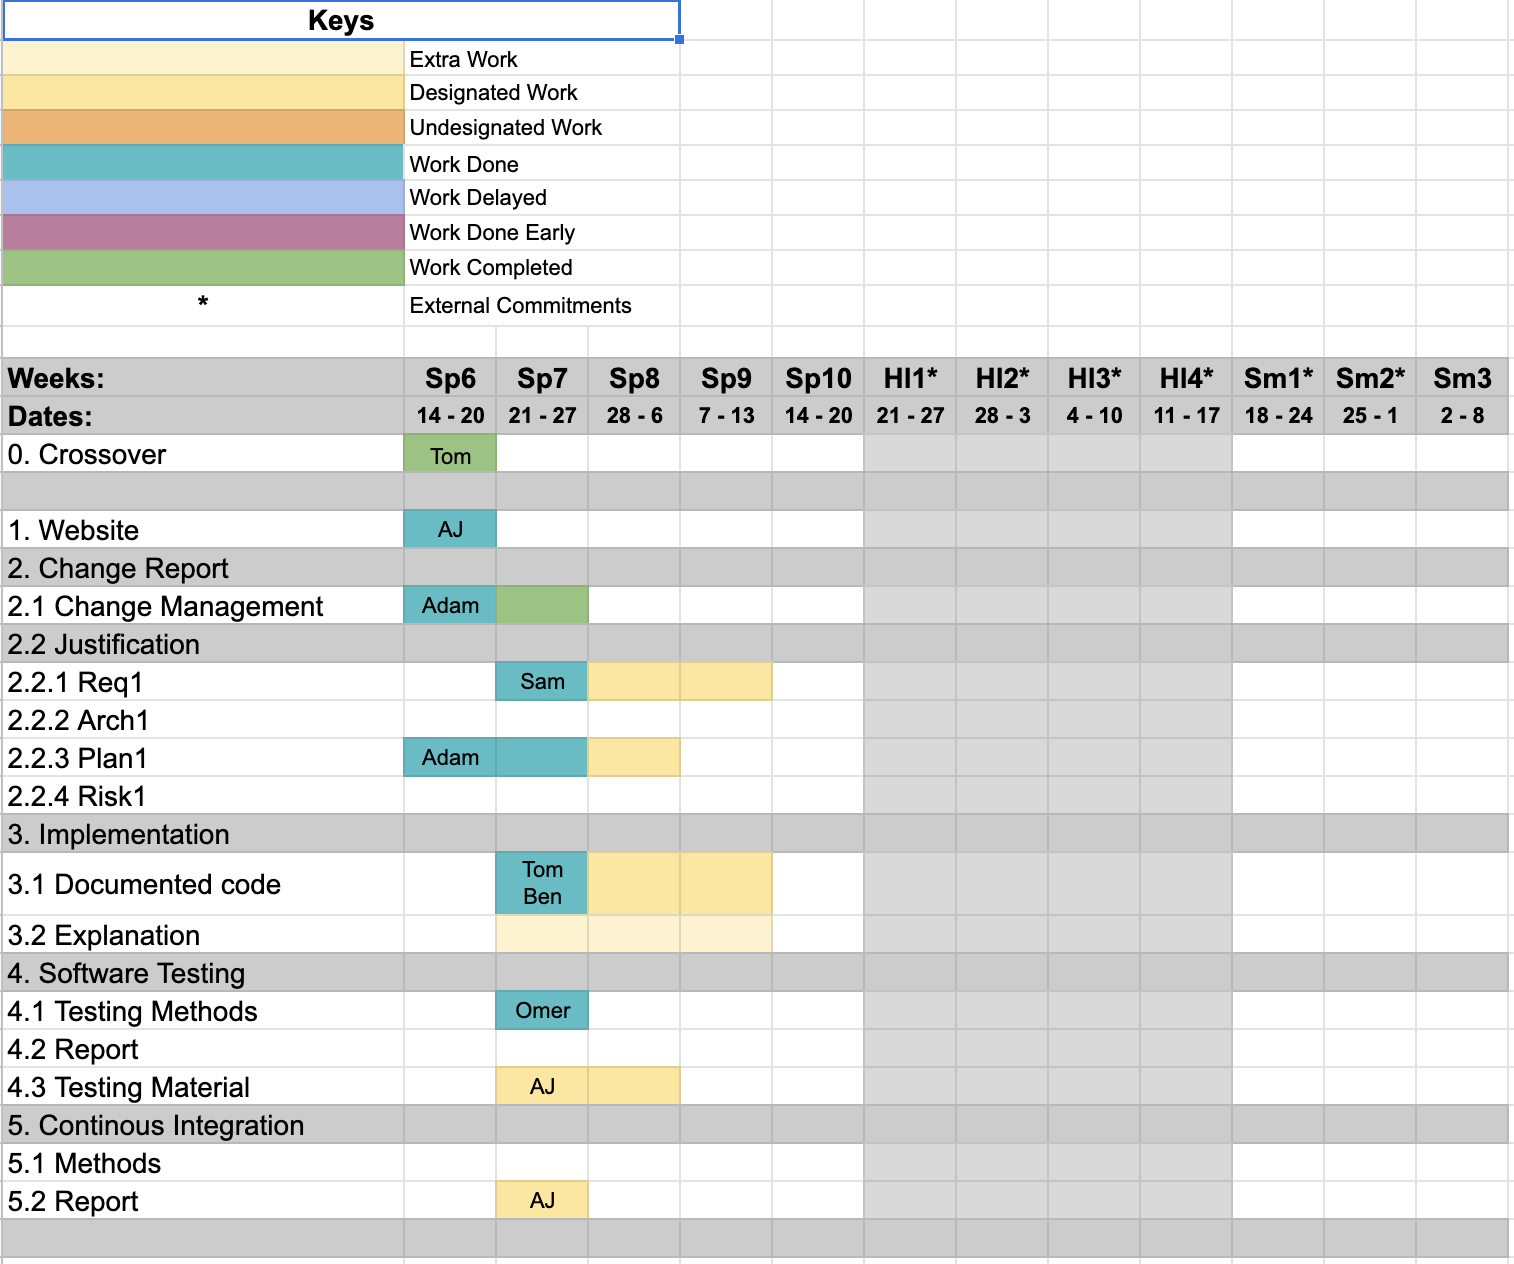 Keys
Extra Work
Designated Work
Undesignated Work
Work Done
Work Delayed
Work Done Early
Work Completed
* External Commitments
Weeks: Sp6 Sp7 Sp8 Sp9 Sp10 Hl1* Hl2* Hl3* Hl4* Sm1* Sm2* Sm3
Dates: 14 - 20 21 - 27 28 - 6 7 - 13 14 - 20 21 - 27 28 - 3 4 - 10 11 - 17 18 - 24 25 - 1 2 - 8
0. Crossover Tom
1. Website AJ
2. Change Report
2.1 Change Management Adam
2.2 Justification
2.2.1 Req1 Sam
2.2.2 Arch1
2.2.3 Plan1 Adam
2.2.4 Risk1
3. Implementation
3.1 Documented code Tom
Ben
3.2 Explanation
4. Software Testing
4.1 Testing Methods Omer
4.2 Report
4.3 Testing Material AJ
5. Continous Integration
5.1 Methods
5.2 Report AJ